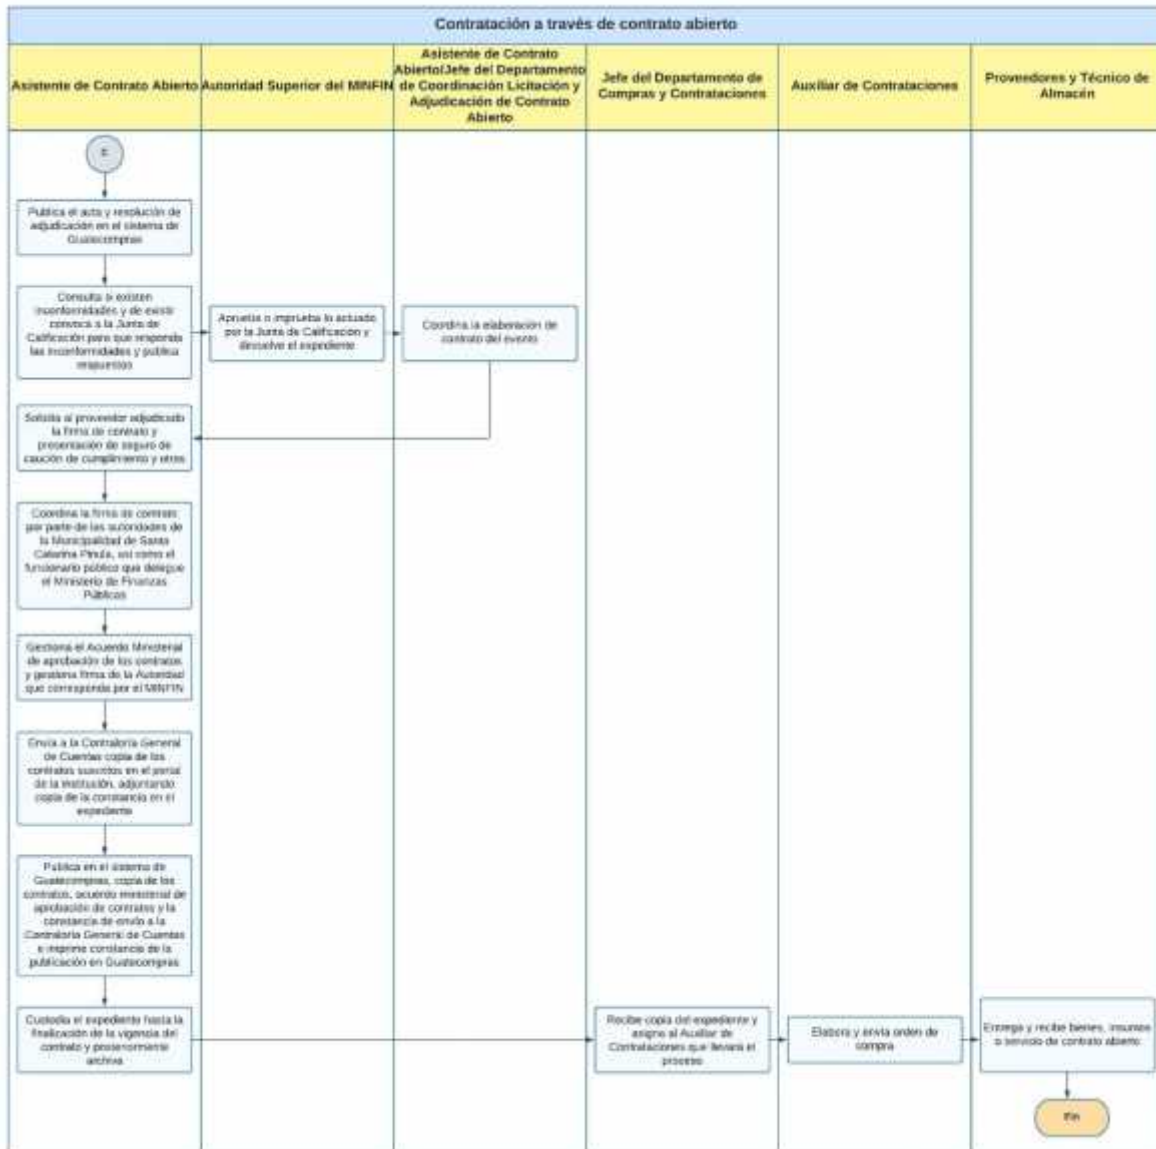 Contratación a través de contrato abierto
Asistente de Contrato Abierto
Autoridad Superior del MINFIN
Asistente de Contrato
Abierto/Jefe del Departamento
de Coordinación Licitación y
Adjudicación de Contrato
Abierto
Jefe del Departamento de
Compras y Contrataciones
Auxiliar de Contrataciones
Proveedores y Técnico de
Almacén
Publica el acta y resolución de
adjudicación en el sistema de
Guatecompras
Consulta si existen
inconformidades y de existir
convoca a la Junta de
Calificación para que responda
las inconformidades y publica
respuestas
Aprueba o imprueba lo actuado
por la Junta de Calificación y
devuelve el expediente
Coordina la elaboración de
contrato del evento
Solicita al proveedor adjudicado
la firma de contrato y
presentación de seguro de
caución de cumplimiento y otros
Coordina la firma de contrato
por parte de las autoridades de
la Municipalidad de Santa
Catarina Pinula, así como el
funcionario público que delegue
el Ministerio de Finanzas
Públicas
Gestiona el Acuerdo Ministerial
de aprobación de los contratos
y gestiona firma de la Autoridad
que corresponda por el MINFIN
Envía a la Contraloría General
de Cuentas copia de los
contratos suscritos en el portal
de la institución, adjuntando
copia de la constancia en el
expediente
Publica en el sistema de
Guatecompras, copia de los
contratos, acuerdo ministerial de
aprobación de contratos y la
constancia de envío a la
Contraloría General de Cuentas
e imprime constancia de la
publicación en Guatecompras
Custodia el expediente hasta la
finalización de la vigencia del
contrato y posteriormente
archiva
Recibe copia del expediente y
asigna al Auxiliar de
Contrataciones que llevará el
proceso
Elabora y envía orden de
compra
Entrega y recibe bienes, insumos
o servicio de contrato abierto
Fin